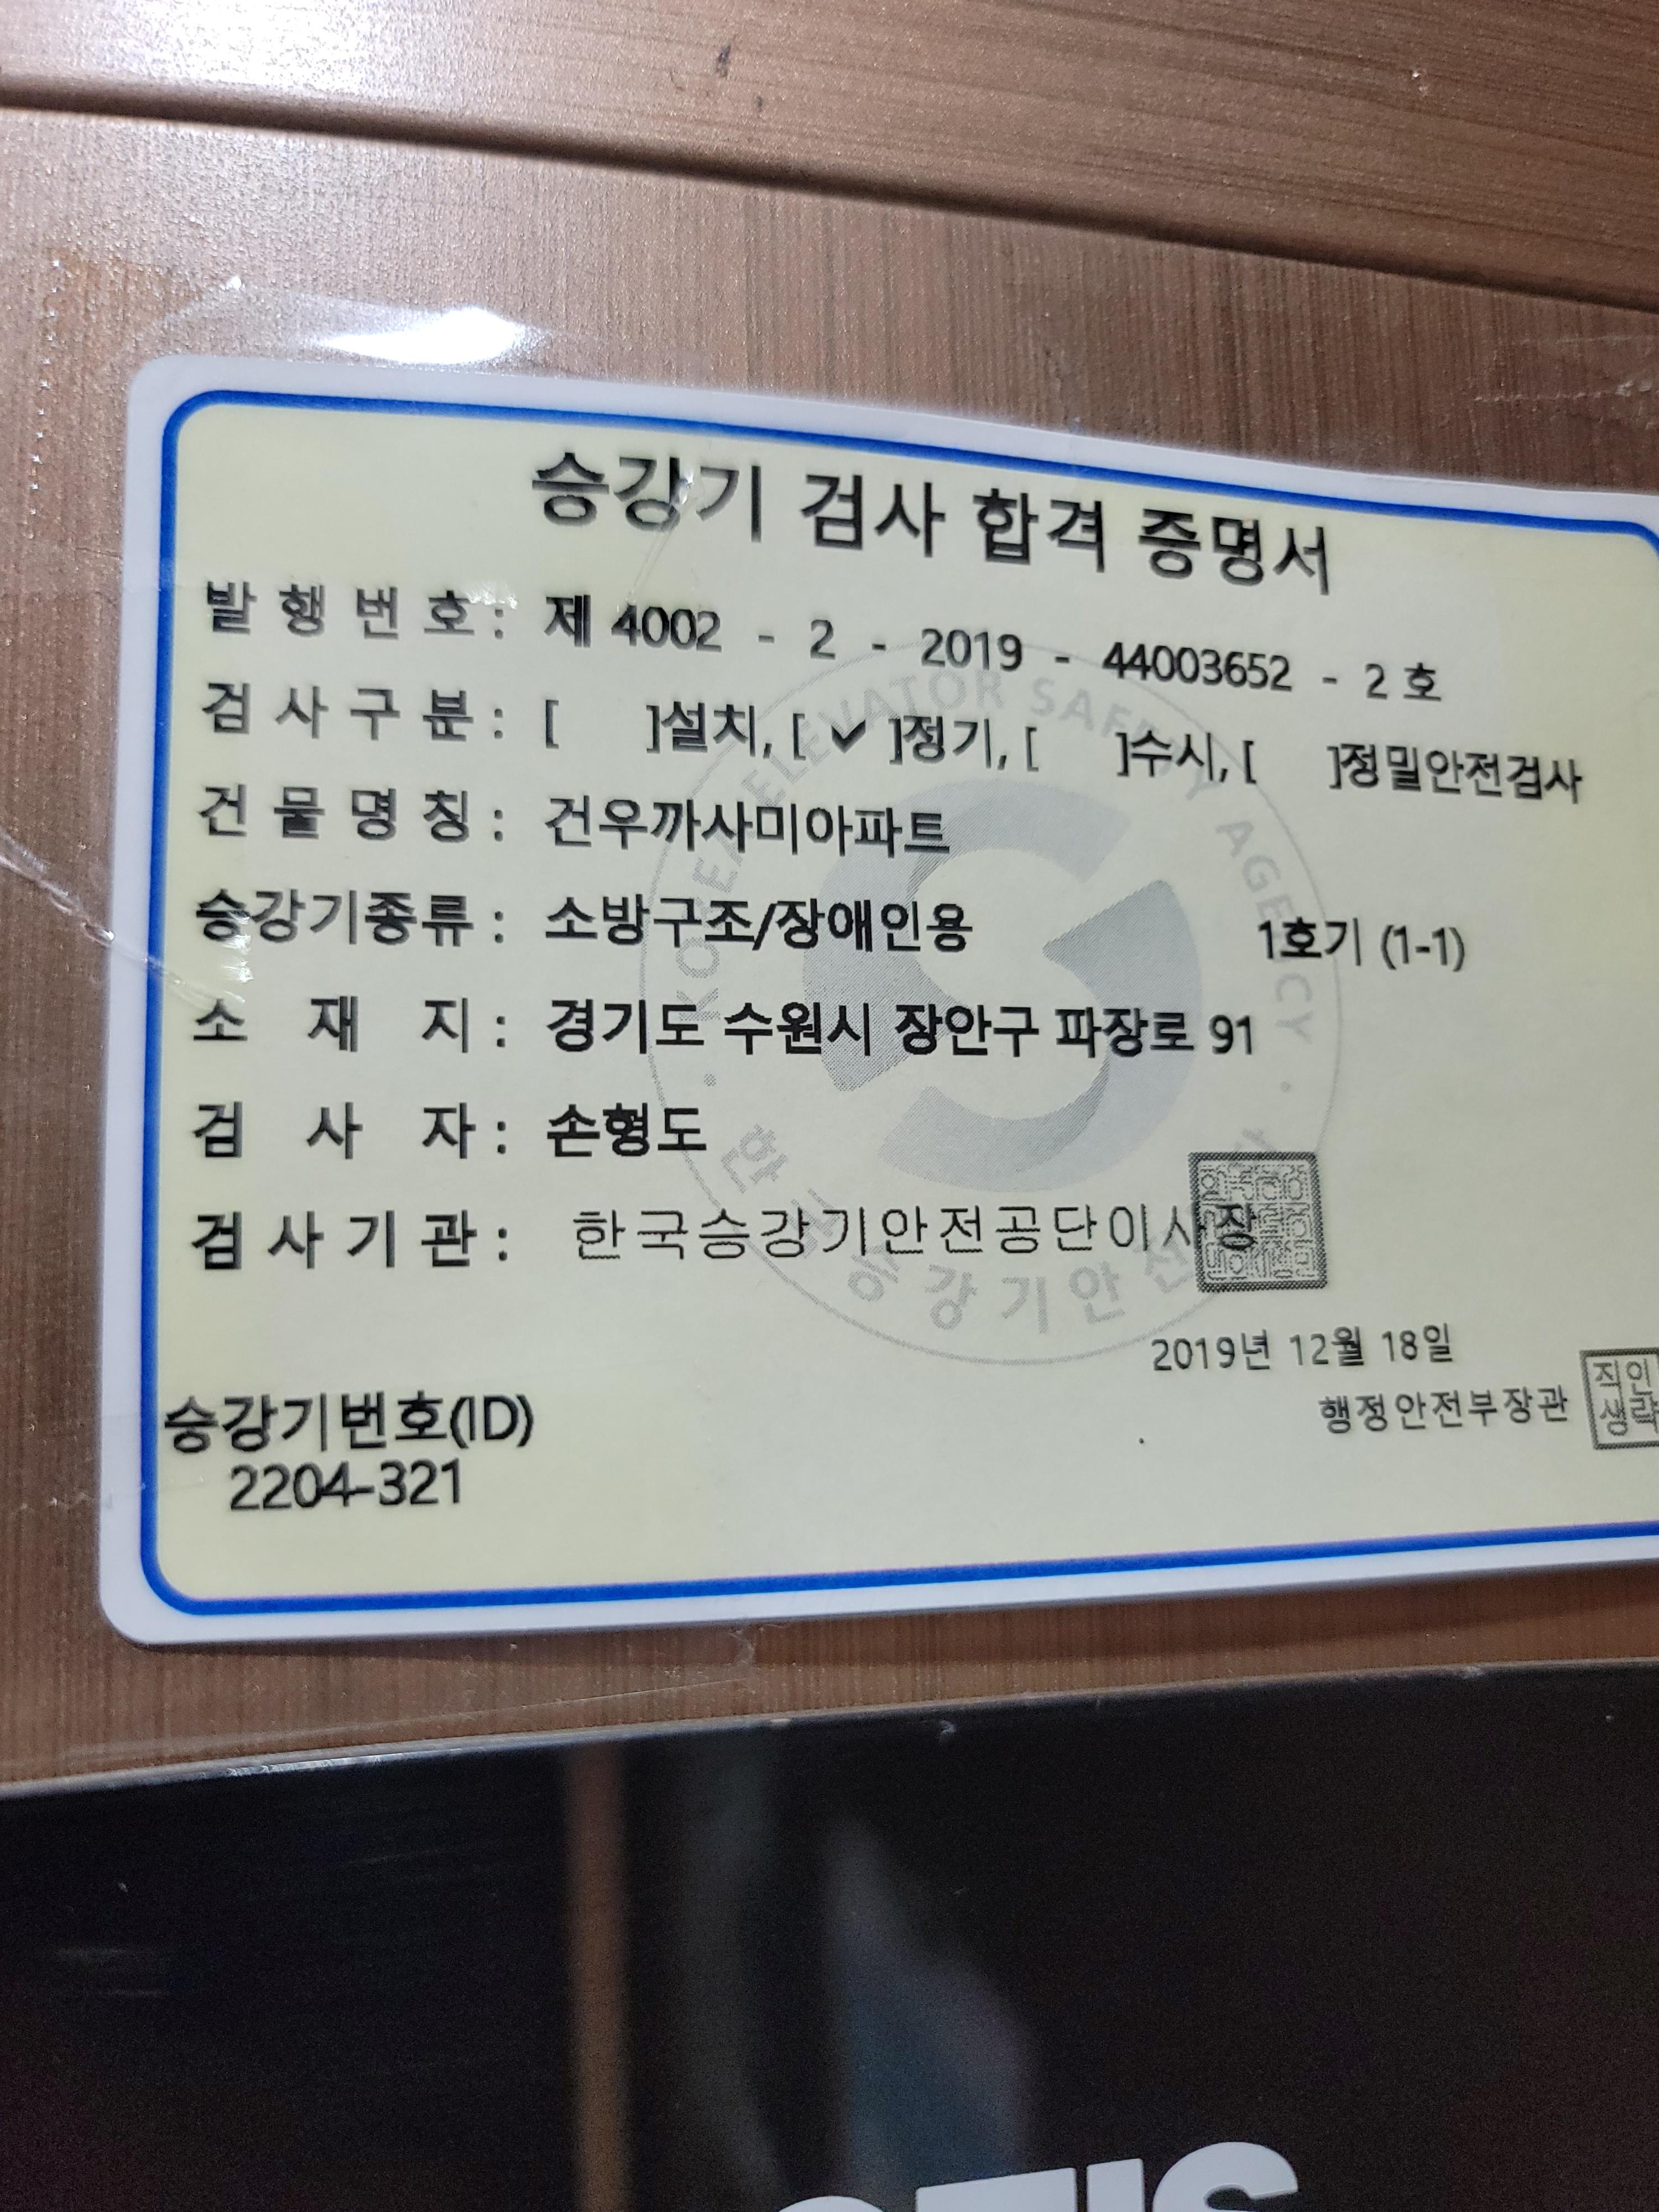 승강기 검사 합격 증명서
발행번호: 제 4002 - 2 - 2019 - 44003652 - 2 호
검사구분: [ ]설치, [ ✔ ]정기, [ ]수시, [ ]정밀안전검사
건물명칭: 건우까사미아파트
승강기종류: 소방구조/장애인용 1호기 (1-1)
소재지: 경기도 수원시 장안구 파장로 91
검사자: 손형도
검사기관: 한국승강기안전공단이사장
2019년 12월 18일
행정안전부장관
직인
생략
승강기번호(ID)
2204-321
KOREA ELEVATOR SAFETY AGENCY
OTIS